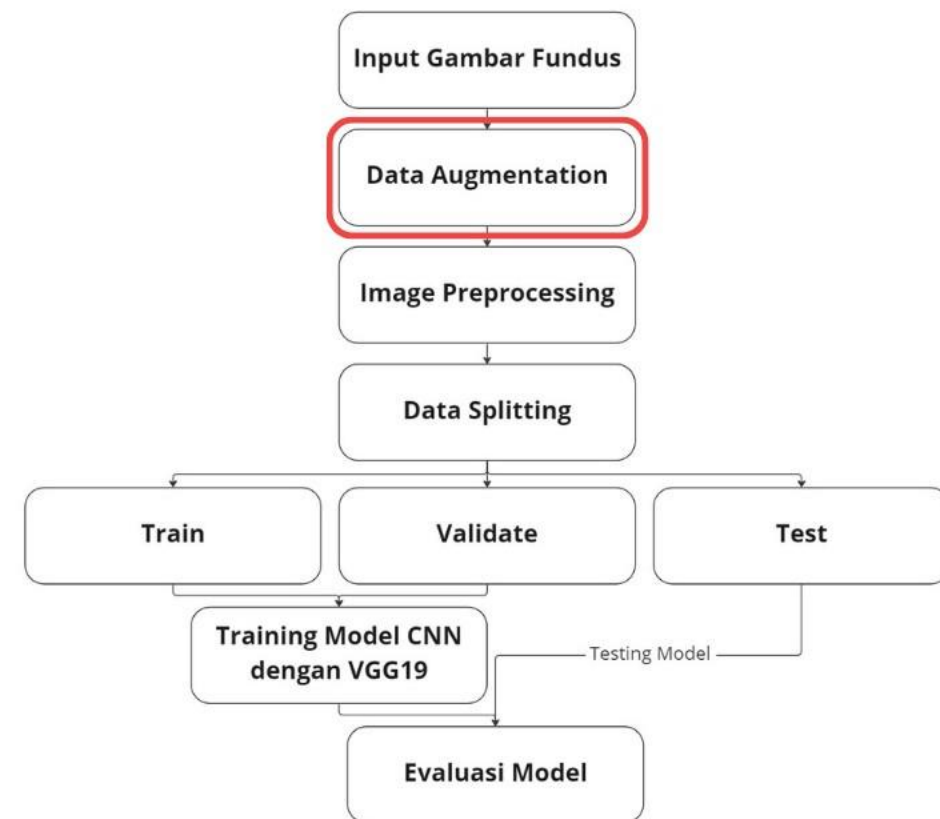 Input Gambar Fundus
Data Augmentation
Image Preprocessing
Data Splitting
Train
Validate
Test
Training Model CNN
dengan VGG19
Testing Model
Evaluasi Model